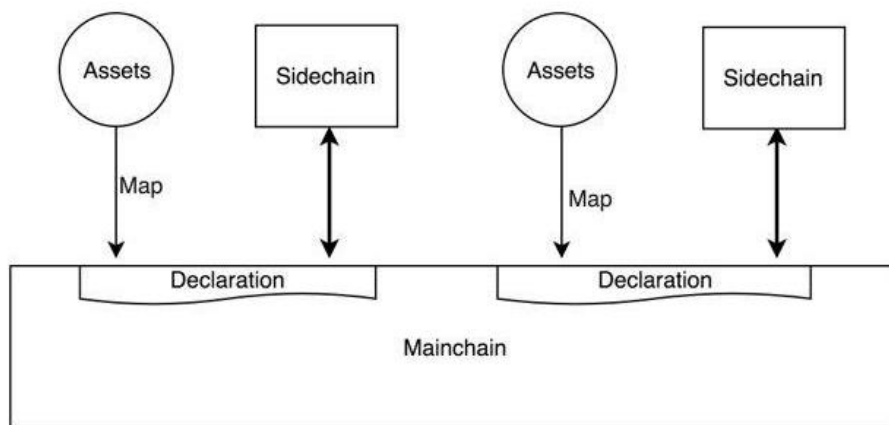 Assets
Sidechain
Assets
Sidechain
Map
Map
Declaration
Declaration
Mainchain